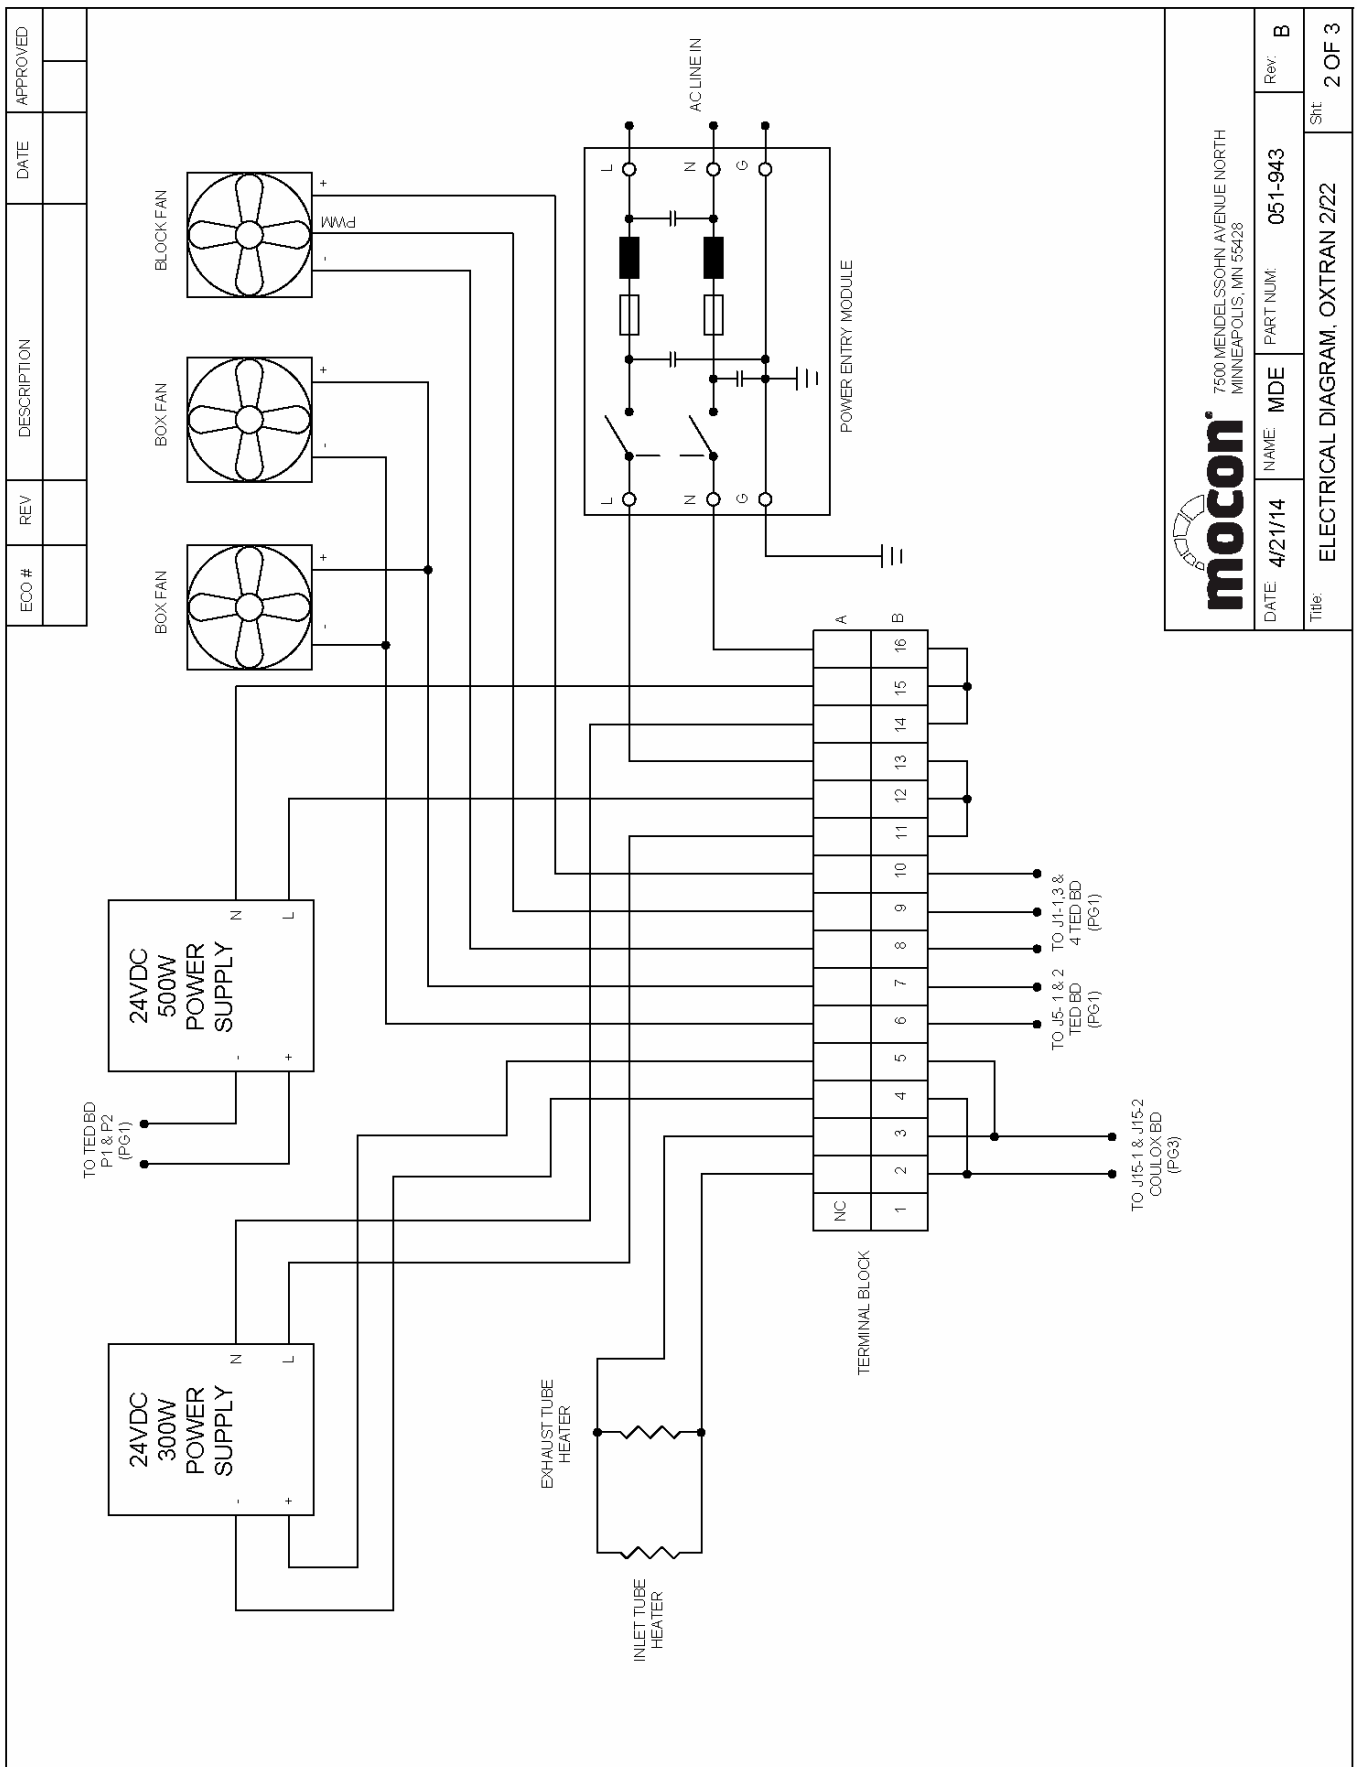 ECO #
REV
DESCRIPTION
DATE
APPROVED
24VDC
300W
POWER
SUPPLY
-
+
N
L
TO TED BD
P1 & P2
(PG1)
24VDC
500W
POWER
SUPPLY
-
+
N
L
BOX FAN
-
+
BOX FAN
-
+
BLOCK FAN
-
PWM
+
INLET TUBE
HEATER
EXHAUST TUBE
HEATER
L
N
G
L
N
G
AC LINE IN
POWER ENTRY MODULE
TERMINAL BLOCK
NC
A
1
2
3
4
5
6
7
8
9
10
11
12
13
14
15
16
B
TO J15-1 & J15-2
COULOX BD
(PG3)
TO J5- 1 & 2
TED BD
(PG1)
TO J1-1,3 &
4 TED BD
(PG1)
mocon
7500 MENDELSSOHN AVENUE NORTH
MINNEAPOLIS, MN 55428
DATE: 4/21/14
NAME: MDE
PART NUM: 051-943
Rev: B
Title: ELECTRICAL DIAGRAM, OXTRAN 2/22
Sht: 2 OF 3